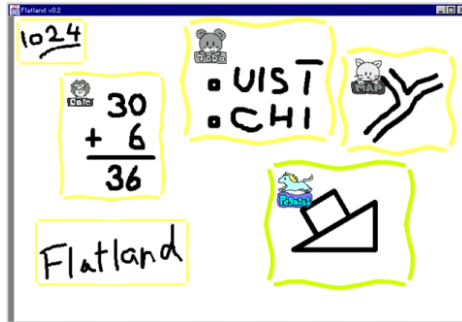 Flatland v0.2
1024
TODO
• UIST
• CHI
MAP
Calc
30
+ 6
36
Pegasus
Flatland